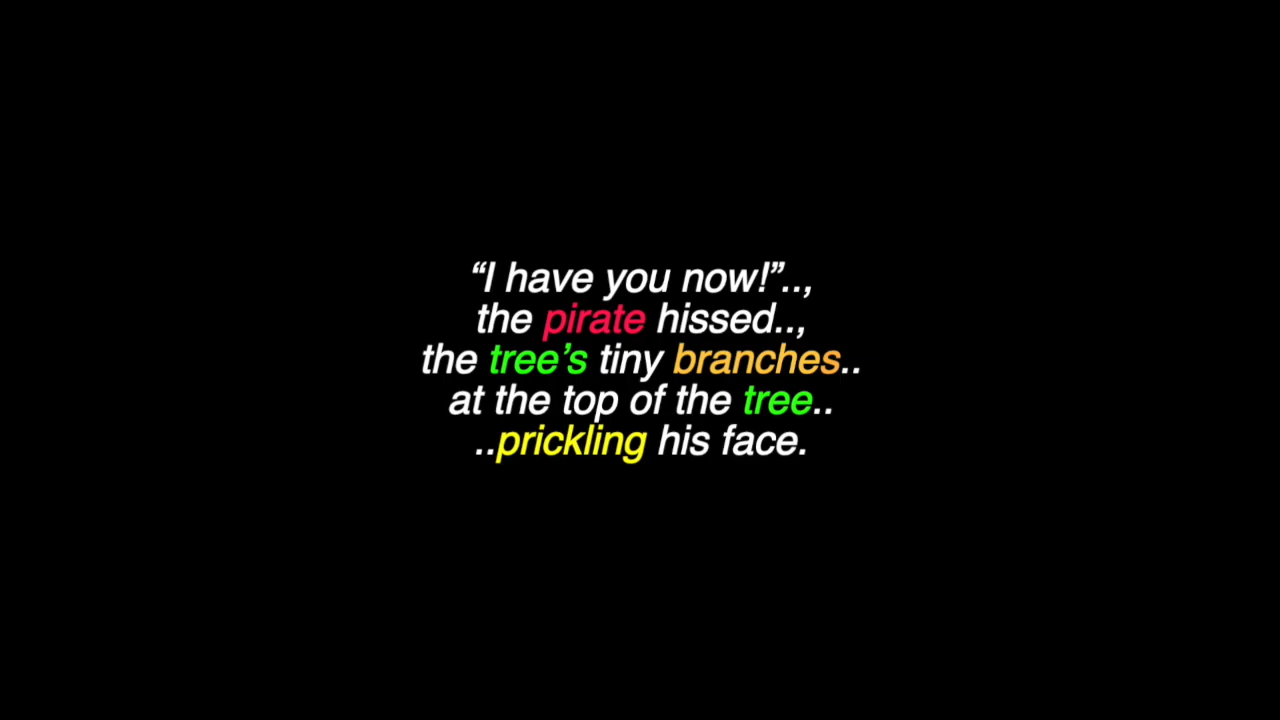 “I have you now!”..,
the pirate hissed..,
the tree’s tiny branches..
at the top of the tree..
..prickling his face.